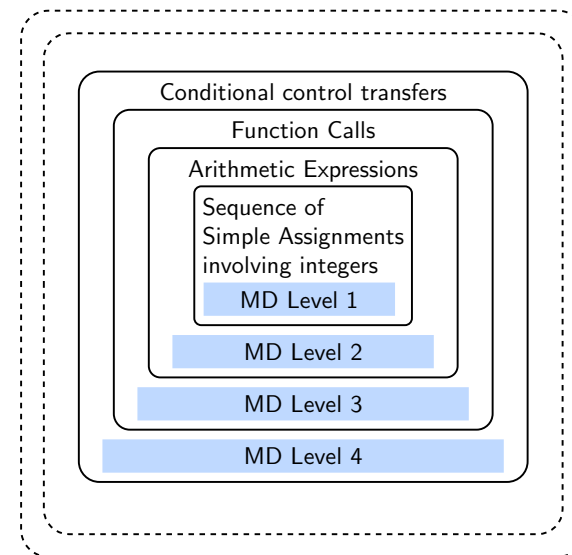 Conditional control transfers
Function Calls
Arithmetic Expressions
Sequence of
Simple Assignments
involving integers
MD Level 1
MD Level 2
MD Level 3
MD Level 4